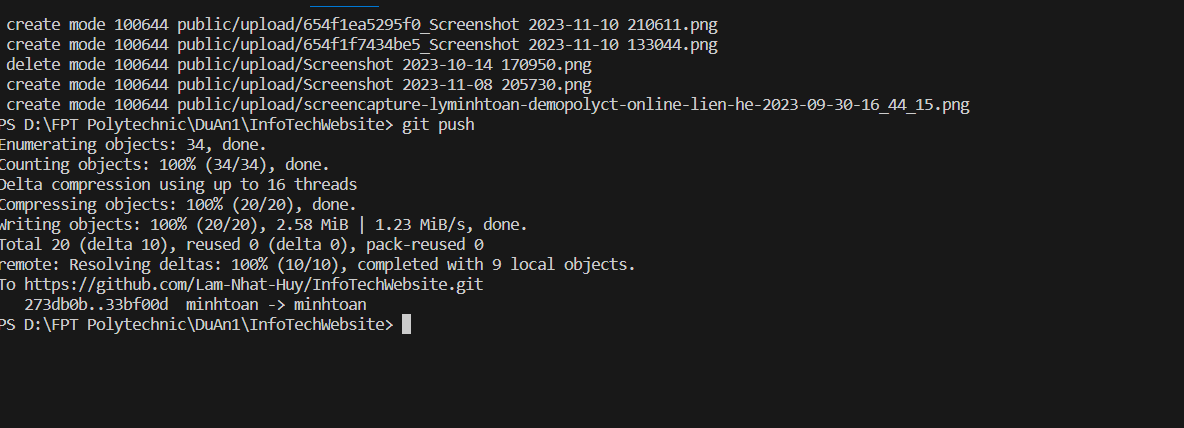 create mode 100644 public/upload/654f1ea5295f0_Screenshot 2023-11-10 210611.png
create mode 100644 public/upload/654f1f7434be5_Screenshot 2023-11-10 133044.png
delete mode 100644 public/upload/Screenshot 2023-10-14 170950.png
create mode 100644 public/upload/Screenshot 2023-11-08 205730.png
create mode 100644 public/upload/screencapture-lyminhtoan-demopolyct-online-lien-he-2023-09-30-16_44_15.png
PS D:\FPT Polytechnic\DuAn1\InfoTechWebsite> git push
Enumerating objects: 34, done.
Counting objects: 100% (34/34), done.
Delta compression using up to 16 threads
Compressing objects: 100% (20/20), done.
Writing objects: 100% (20/20), 2.58 MiB | 1.23 MiB/s, done.
Total 20 (delta 10), reused 0 (delta 0), pack-reused 0
remote: Resolving deltas: 100% (10/10), completed with 9 local objects.
To https://github.com/Lam-Nhat-Huy/InfoTechWebsite.git
273db0b..33bf00d  minhtoan -> minhtoan
PS D:\FPT Polytechnic\DuAn1\InfoTechWebsite>